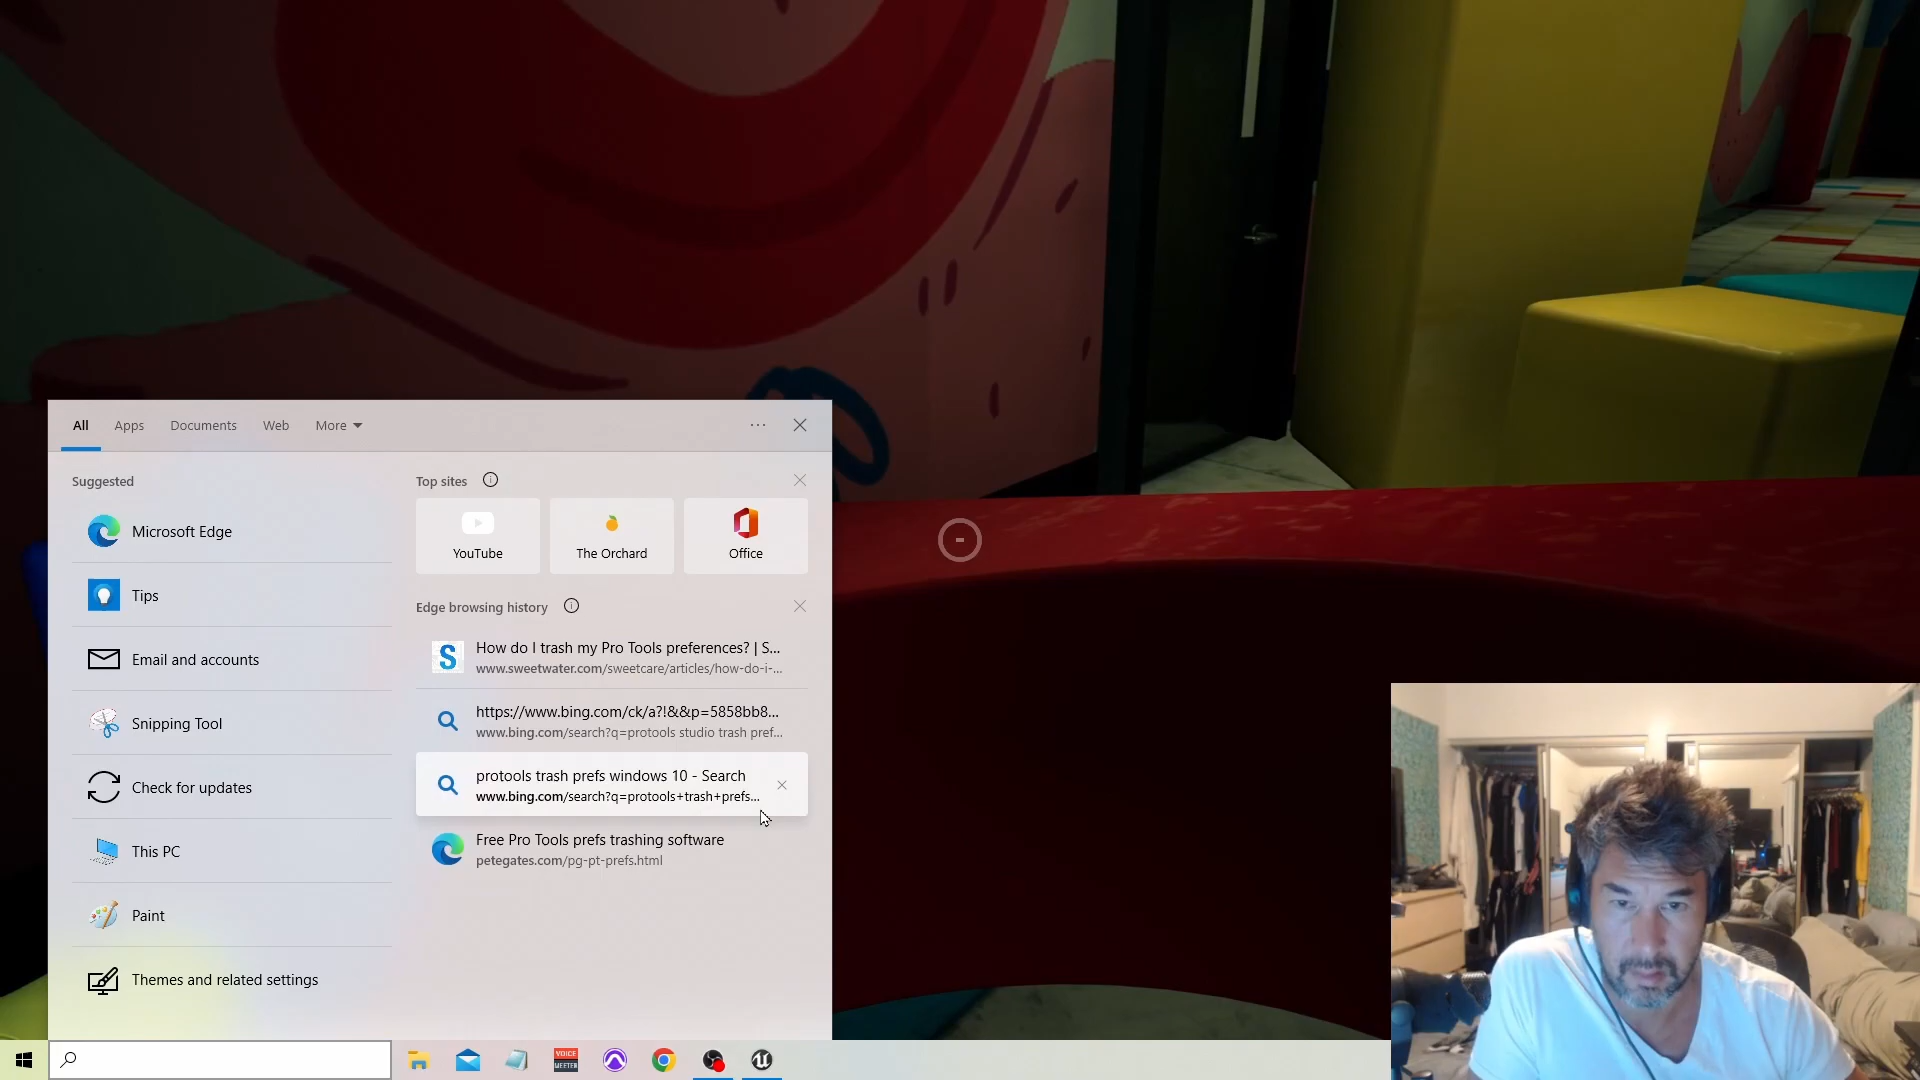 All
Apps
Documents
Web
More
Suggested
Microsoft Edge
Tips
Email and accounts
Snipping Tool
Check for updates
This PC
Paint
Themes and related settings
Top sites
YouTube
The Orchard
Office
Edge browsing history
How do I trash my Pro Tools preferences? | S...
www.sweetwater.com/sweetcare/articles/how-do-i-...
https://www.bing.com/ck/a?!&&p=5858bb8...
www.bing.com/search?q=protools studio trash pref...
protools trash prefs windows 10 - Search
www.bing.com/search?q=protools+trash+prefs...
Free Pro Tools prefs trashing software
petegates.com/pg-pt-prefs.html
VOICE
MEETER